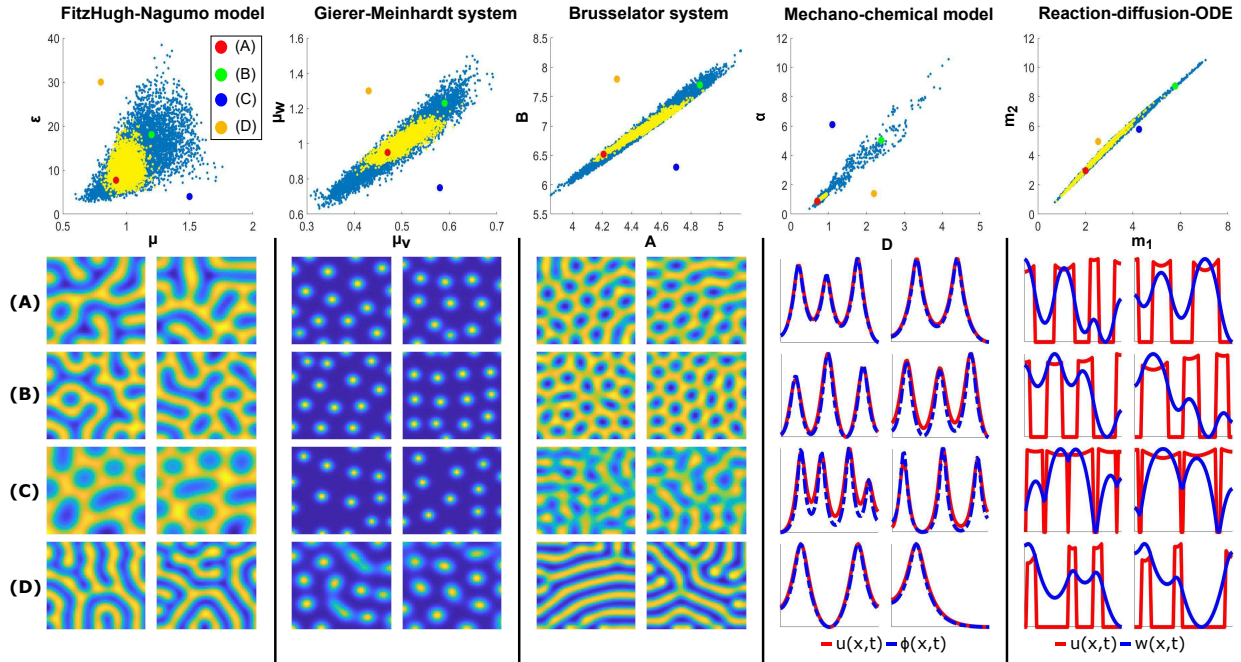 FitzHugh-Nagumo model Gierer-Meinhardt system Brusselator system Mechano-chemical model Reaction-diffusion-ODE
(A)
(B)
(C)
(D)
ε
40
30
20
10
0
0.5 1 1.5 2
μ
μw
1.6
1.4
1.2
1
0.8
0.6
0.3 0.4 0.5 0.6 0.7
μv
B
8.5
8
7.5
7
6.5
6
5.5
4 4.2 4.4 4.6 4.8 5
A
α
12
10
8
6
4
2
0
0 1 2 3 4 5
D
m2
12
10
8
6
4
2
0
0 2 4 6 8
m1
(A)
(B)
(C)
(D)
u(x,t) ϕ(x,t) u(x,t) w(x,t)